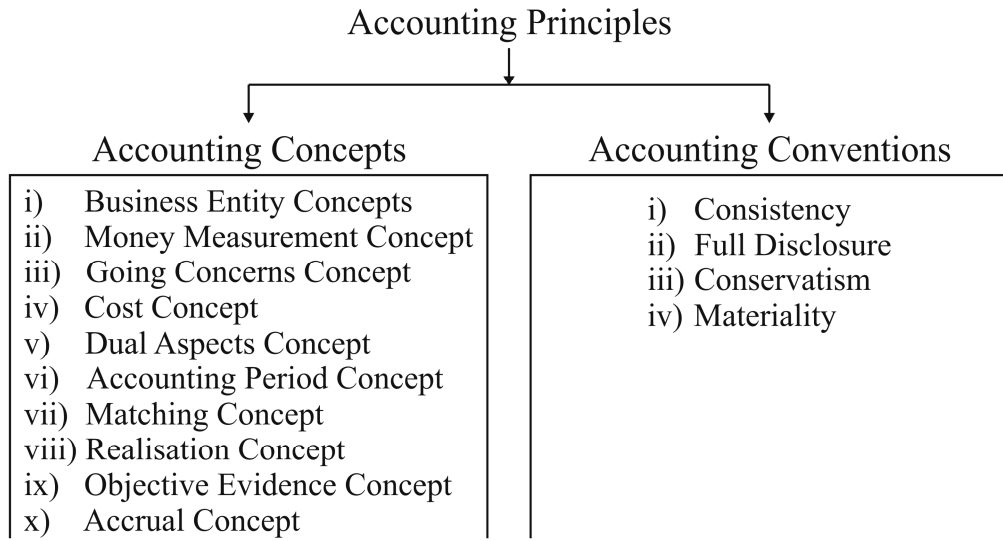 Accounting Principles
Accounting Concepts
i) Business Entity Concepts
ii) Money Measurement Concept
iii) Going Concerns Concept
iv) Cost Concept
v) Dual Aspects Concept
vi) Accounting Period Concept
vii) Matching Concept
viii) Realisation Concept
ix) Objective Evidence Concept
x) Accrual Concept
Accounting Conventions
i) Consistency
ii) Full Disclosure
iii) Conservatism
iv) Materiality